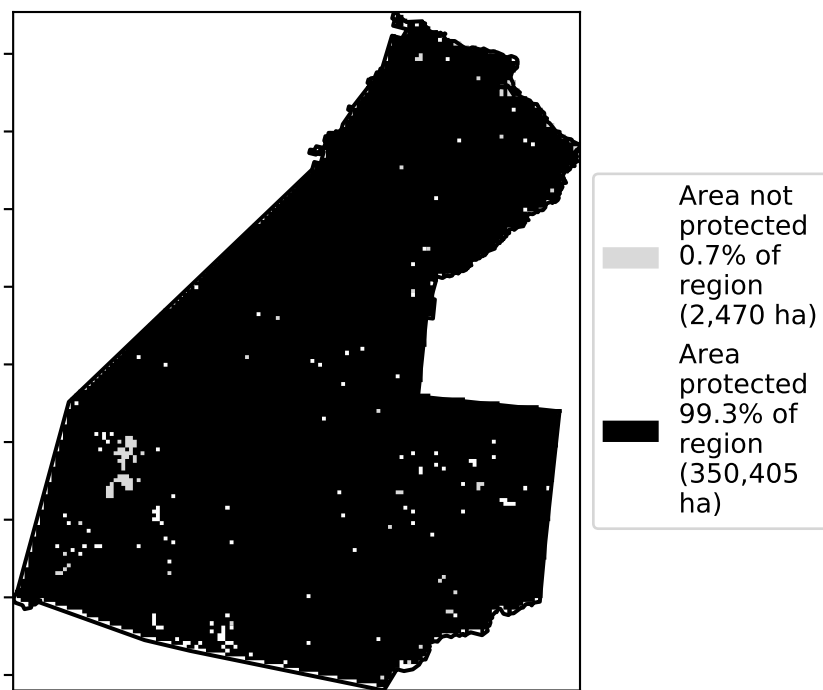 Area not
protected
0.7% of
region
(2,470 ha)
Area
protected
99.3% of
region
(350,405
ha)